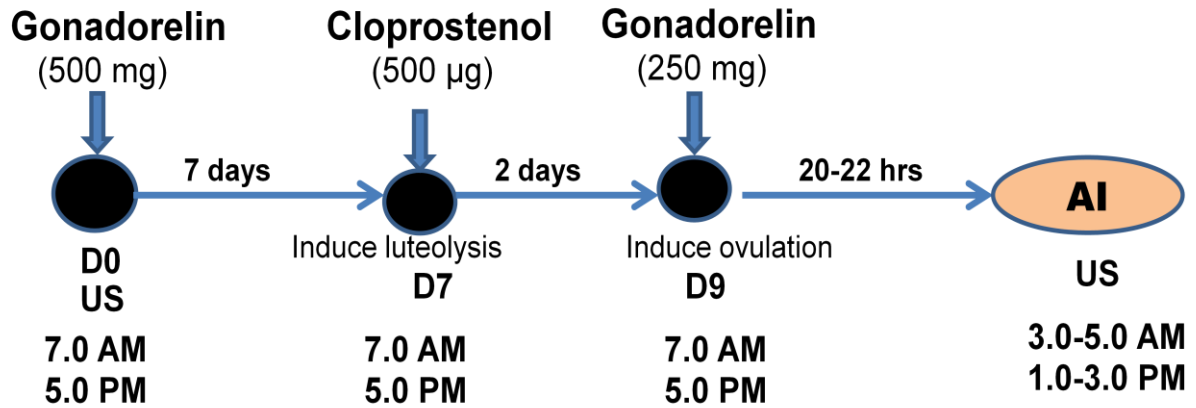 Gonadorelin
(500 mg)
Cloprostenol
(500 µg)
Gonadorelin
(250 mg)
7 days
2 days
20-22 hrs
AI
Induce luteolysis
Induce ovulation
D0
US
D7
D9
US
7.0 AM
5.0 PM
7.0 AM
5.0 PM
7.0 AM
5.0 PM
3.0-5.0 AM
1.0-3.0 PM